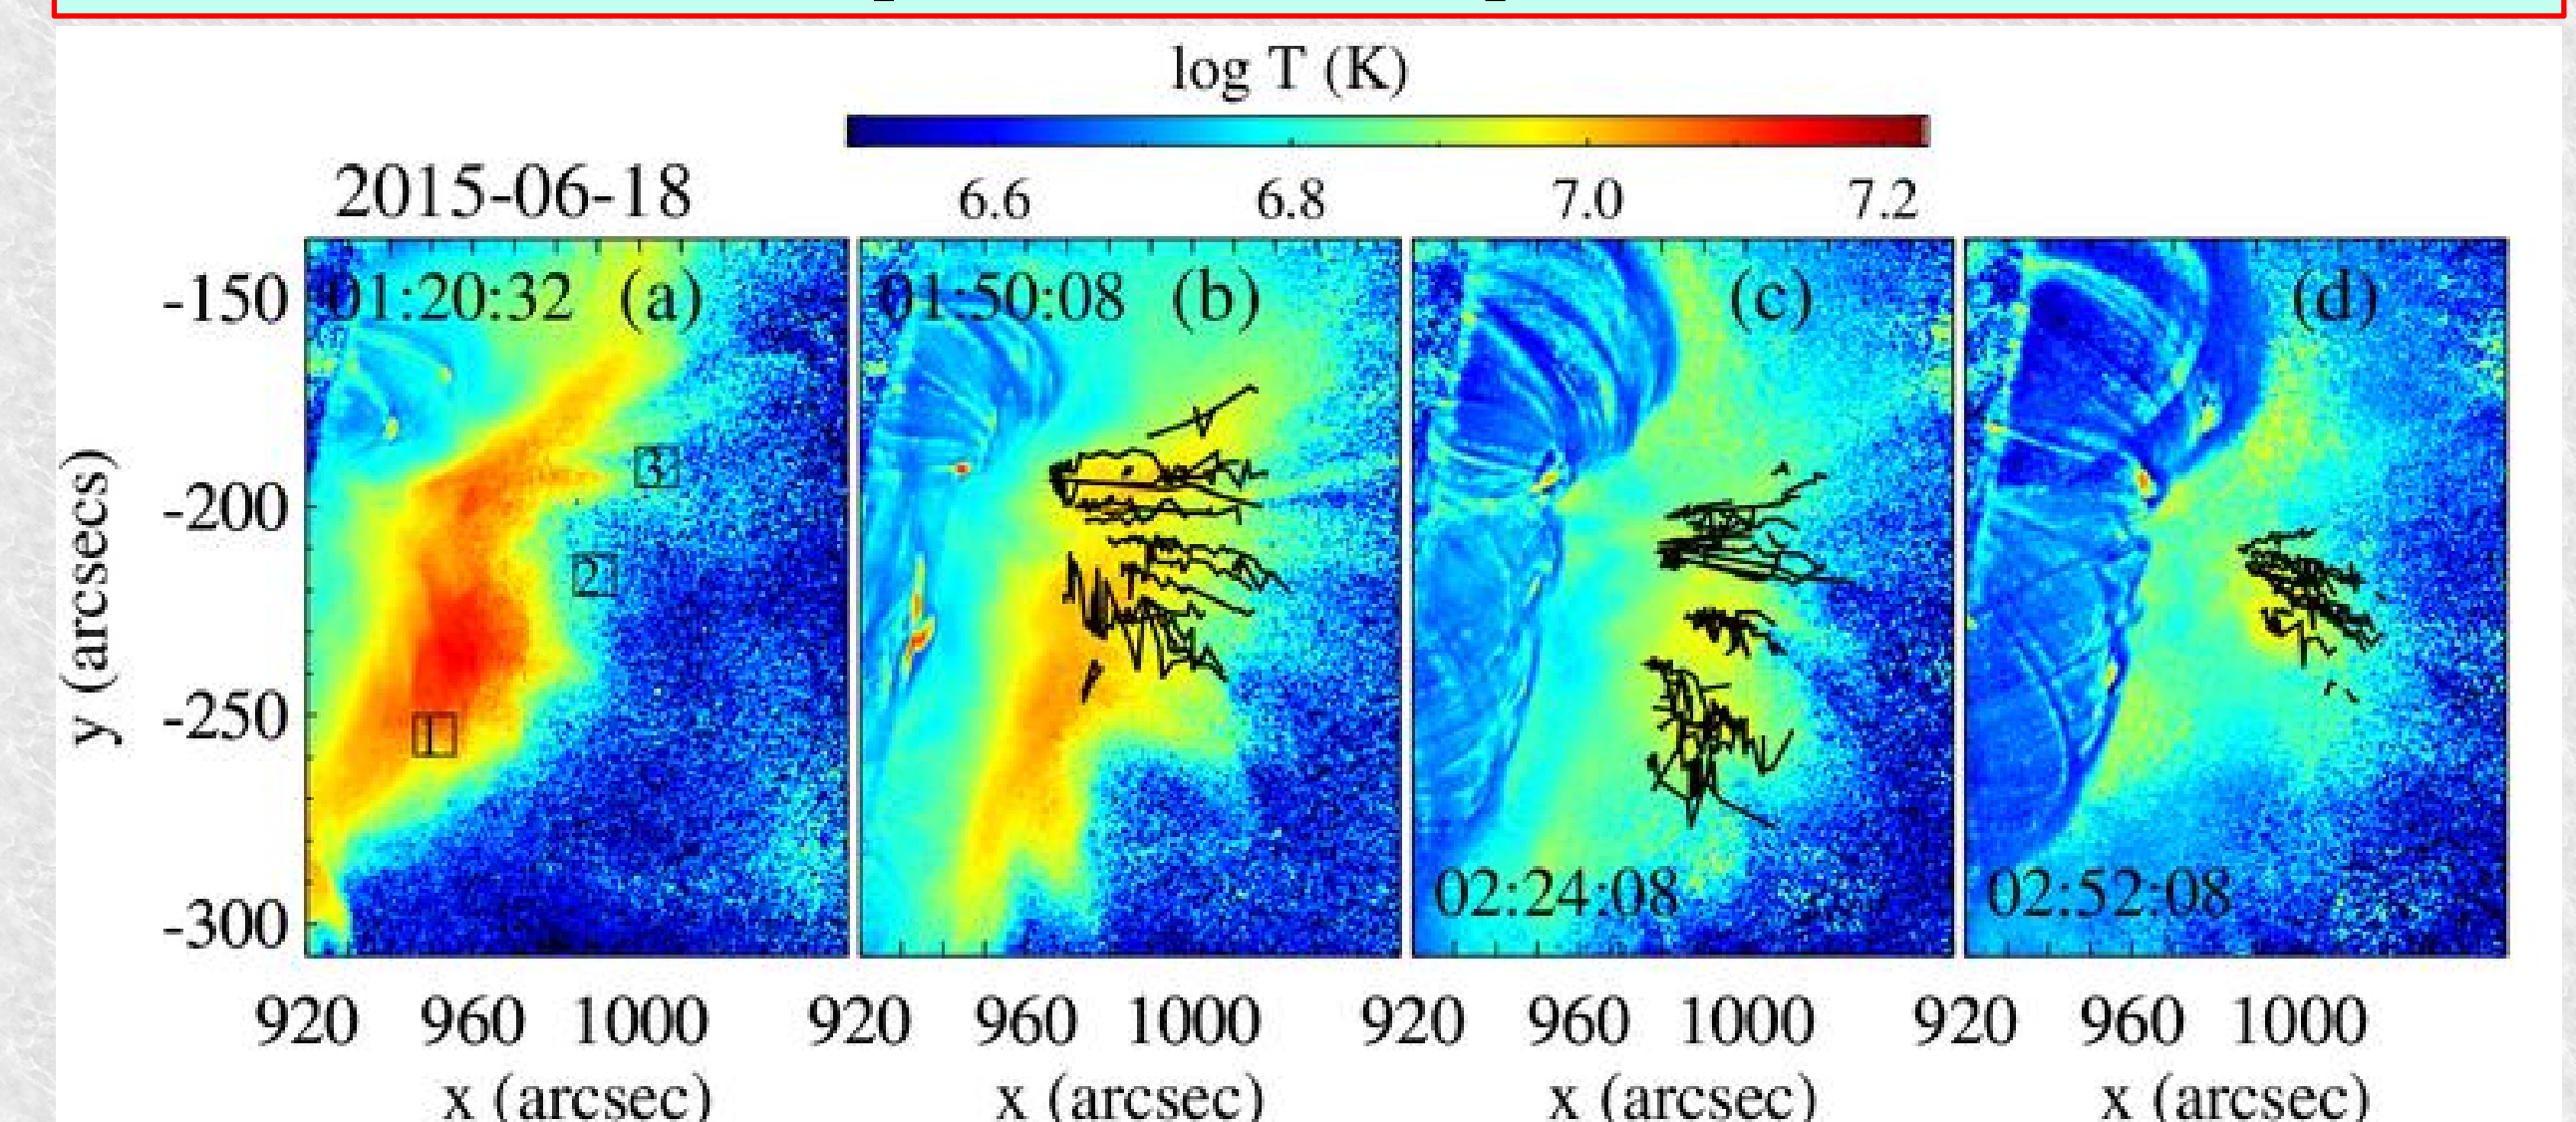 log T (K)
2015-06-18
6.6 6.8 7.0 7.2
01:20:32 (a)
01:50:08 (b)
(c)
(d)
-150
-200
-250
-300
y (arcsecs)
3
2
1
02:24:08
02:52:08
920 960 1000 920 960 1000 920 960 1000 920 960 1000
x (arcsec) x (arcsec) x (arcsec) x (arcsec)